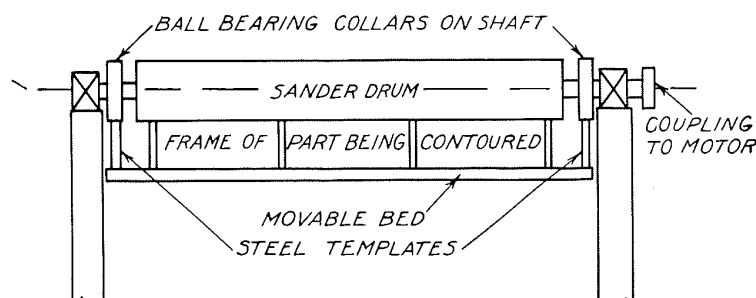 BALL BEARING COLLARS ON SHAFT
SANDER DRUM
FRAME OF PART BEING CONTOURED
COUPLING
TO MOTOR
MOVABLE BED
STEEL TEMPLATES